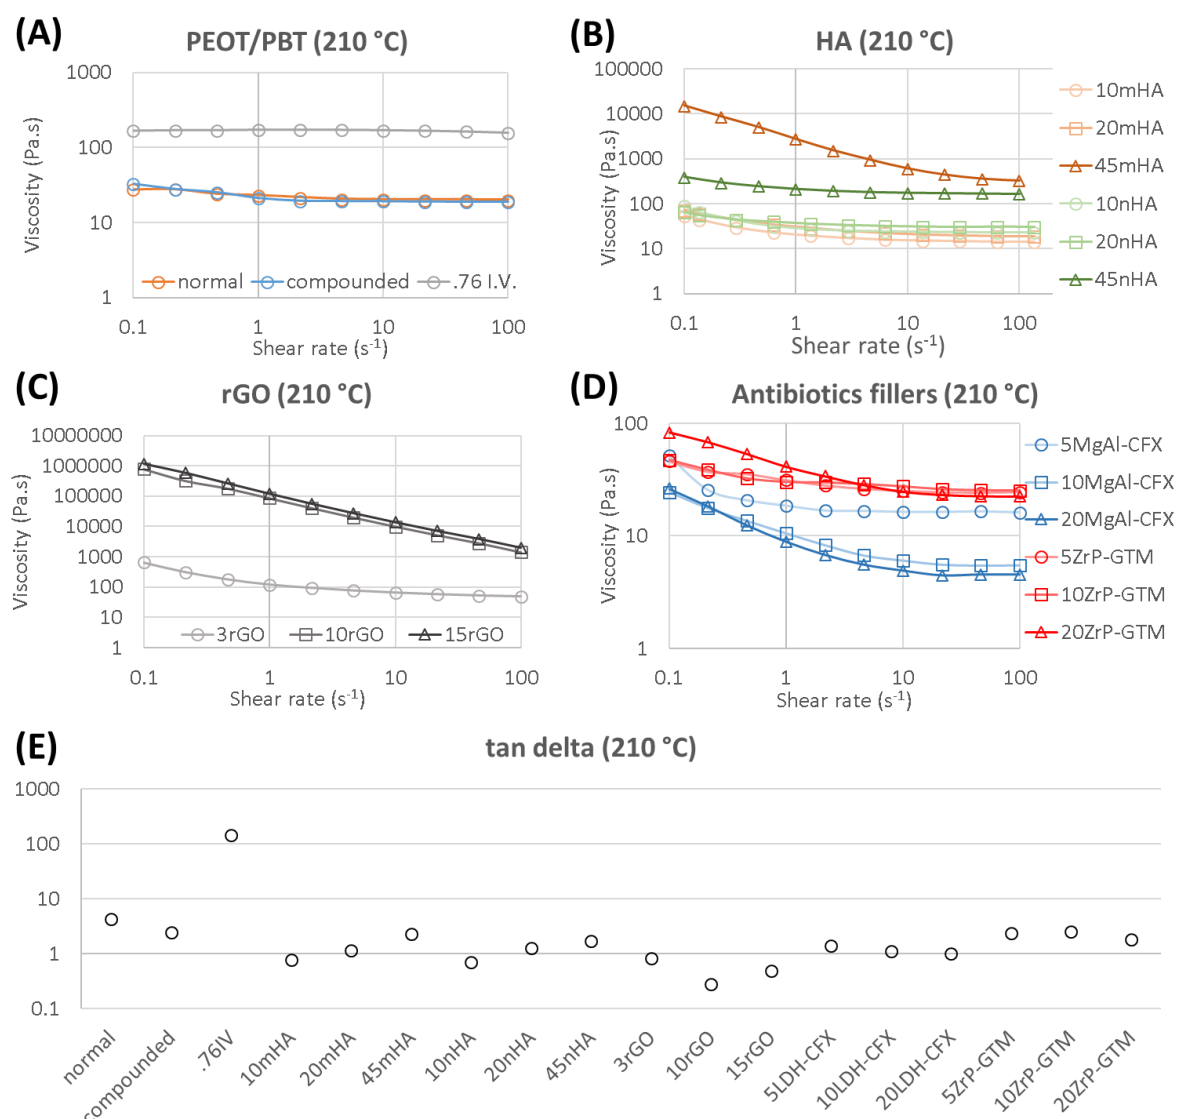 (A)
PEOT/PBT (210 °C)
1000
100
10
1
Viscosity (Pa.s)
normal
compounded
.76 I.V.
0.1
1
10
100
Shear rate (s-1)
(B)
HA (210 °C)
100000
10000
1000
100
10
1
Viscosity (Pa.s)
0.1
1
10
100
Shear rate (s-1)
10mHA
20mHA
45mHA
10nHA
20nHA
45nHA
(C)
rGO (210 °C)
10000000
1000000
100000
10000
1000
100
10
1
Viscosity (Pa.s)
3rGO
10rGO
15rGO
0.1
1
10
100
Shear rate (s-1)
(D)
Antibiotics fillers (210 °C)
100
10
1
Viscosity (Pa.s)
0.1
1
10
100
Shear rate (s-1)
5MgAl-CFX
10MgAl-CFX
20MgAl-CFX
5ZrP-GTM
10ZrP-GTM
20ZrP-GTM
(E)
tan delta (210 °C)
1000
100
10
1
0.1
normal
compounded
.76IV
10mHA
20mHA
45mHA
10nHA
20nHA
45nHA
3rGO
10rGO
15rGO
5LDH-CFX
10LDH-CFX
20LDH-CFX
5ZrP-GTM
10ZrP-GTM
20ZrP-GTM